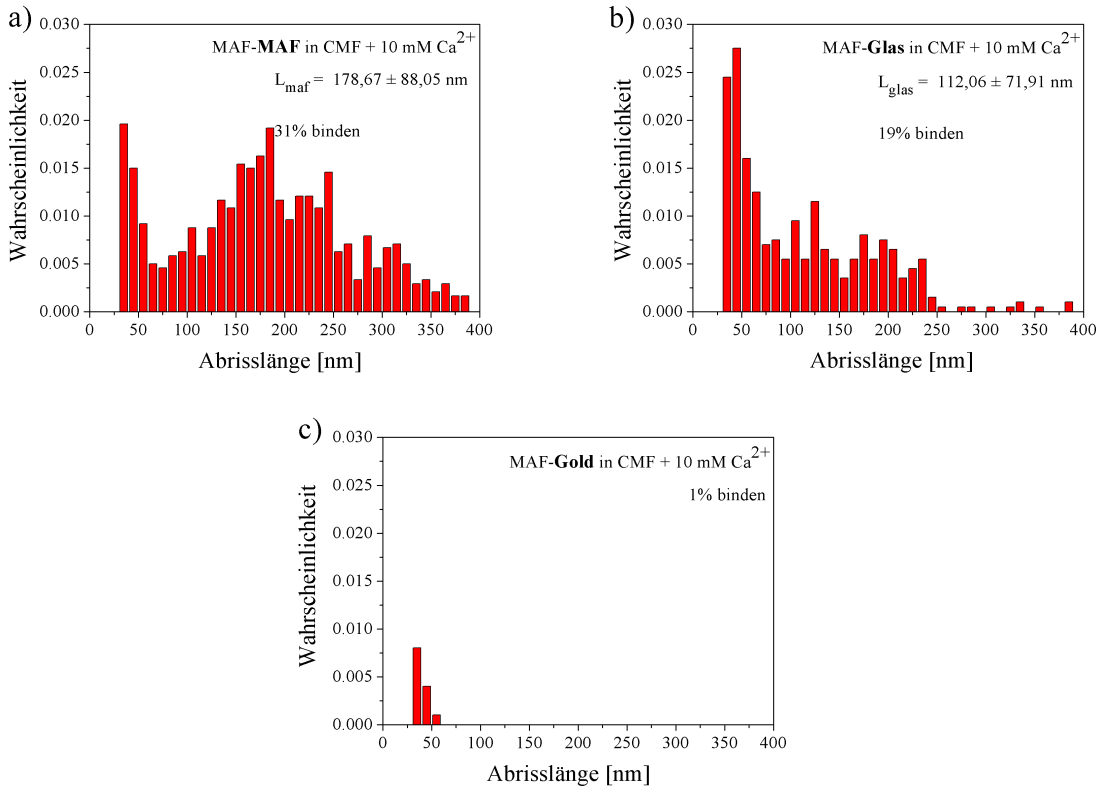 a)
MAF-MAF in CMF + 10 mM Ca2+
L_maf = 178,67 ± 88,05 nm
31% binden
Wahrscheinlichkeit
0.030
0.025
0.020
0.015
0.010
0.005
0.000
0 50 100 150 200 250 300 350 400
Abrisslänge [nm]
b)
MAF-Glas in CMF + 10 mM Ca2+
L_glas = 112,06 ± 71,91 nm
19% binden
Wahrscheinlichkeit
0.030
0.025
0.020
0.015
0.010
0.005
0.000
0 50 100 150 200 250 300 350 400
Abrisslänge [nm]
c)
MAF-Gold in CMF + 10 mM Ca2+
1% binden
Wahrscheinlichkeit
0.030
0.025
0.020
0.015
0.010
0.005
0.000
0 50 100 150 200 250 300 350 400
Abrisslänge [nm]